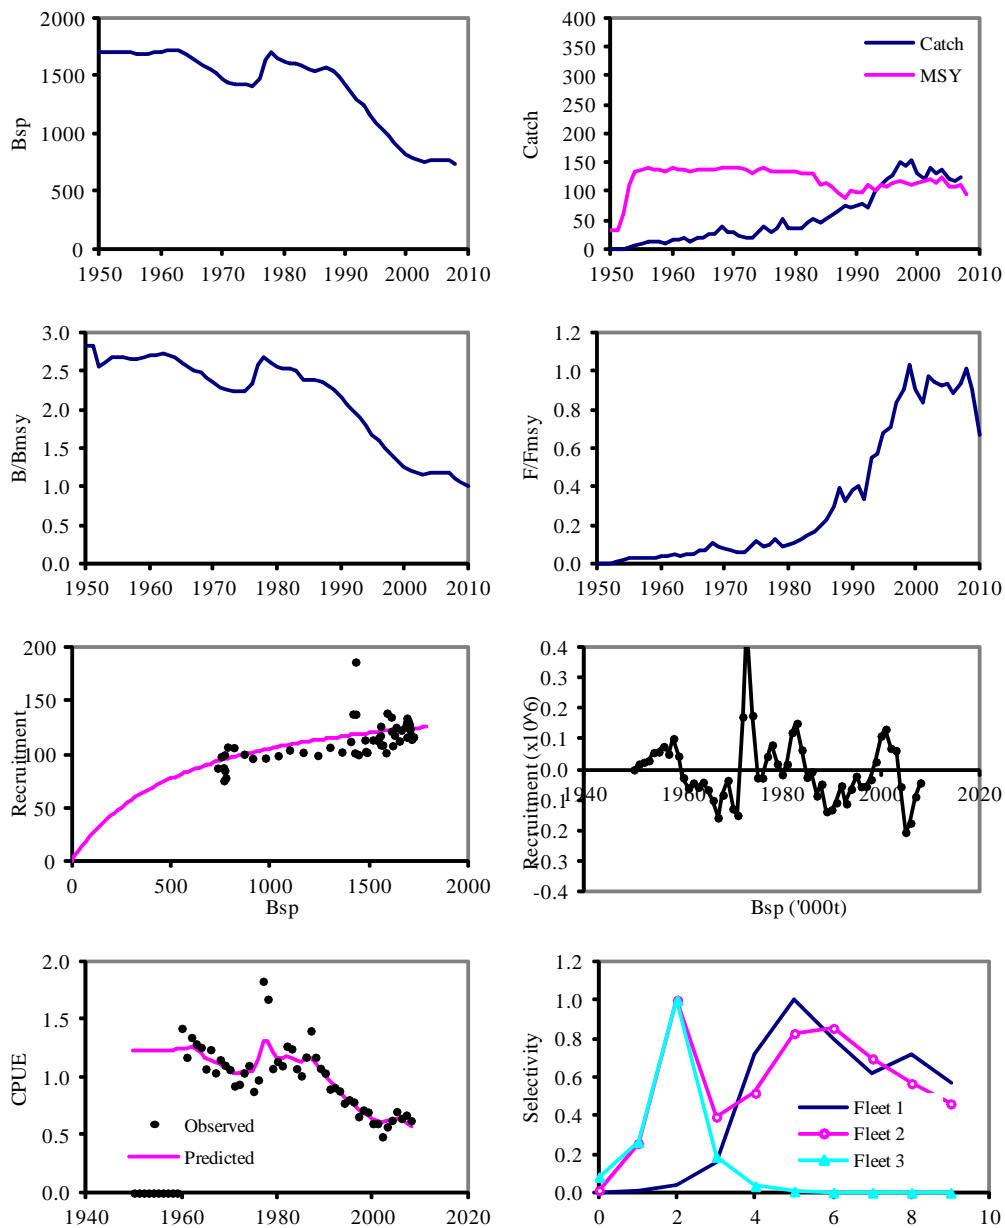 2000
1500
1000
500
0
Bsp
1950 1960 1970 1980 1990 2000 2010
400
350
300
250
200
150
100
50
0
Catch
Catch
MSY
1950 1960 1970 1980 1990 2000 2010
3.0
2.5
2.0
1.5
1.0
0.5
0.0
B/Bmsy
1950 1960 1970 1980 1990 2000 2010
1.2
1.0
0.8
0.6
0.4
0.2
0.0
F/Fmsy
1950 1960 1970 1980 1990 2000 2010
200
150
100
50
0
Recruitment
0 500 1000 1500 2000
Bsp
0.4
0.3
0.2
0.1
0.0
-0.1
-0.2
-0.3
-0.4
Recruitment (x10^6)
1940 1960 1980 2000 2020
Bsp ('000t)
2.0
1.5
1.0
0.5
0.0
CPUE
Observed
Predicted
1940 1960 1980 2000 2020
1.2
1.0
0.8
0.6
0.4
0.2
0.0
Selectivity
Fleet 1
Fleet 2
Fleet 3
0 2 4 6 8 10